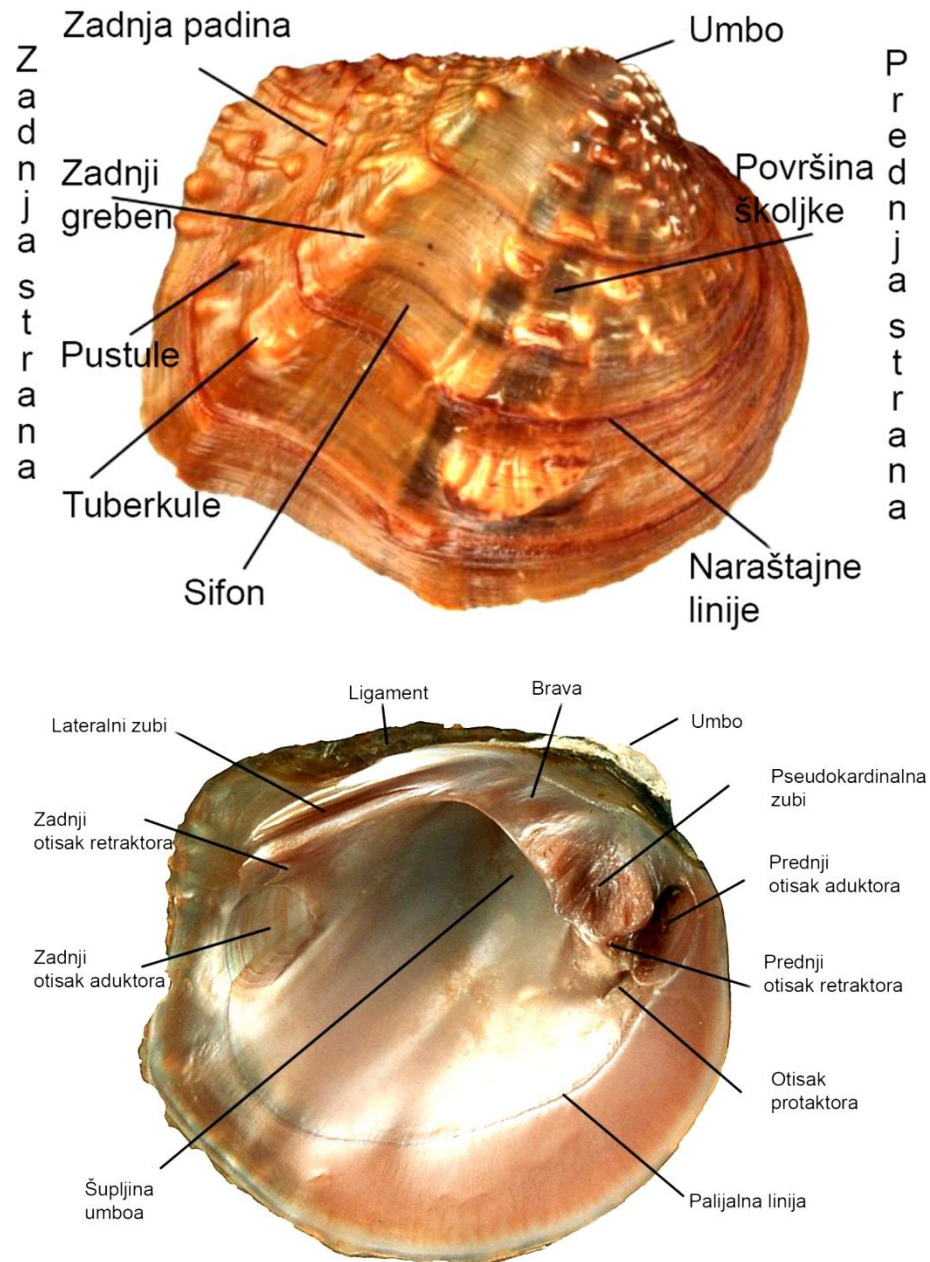 Zadnja padina
Umbo
Zadnja strana
Prednja strana
Zadnji
greben
Površina
školjke
Pustule
Tuberkule
Sifon
Naraštajne
linije
Ligament
Brava
Lateralni zubi
Umbo
Pseudokardinalna
zubi
Zadnji
otisak retraktora
Prednji
otisak aduktora
Zadnji
otisak aduktora
Prednji
otisak retraktora
Otisak
protaktora
Šupljina
umboa
Palijalna linija